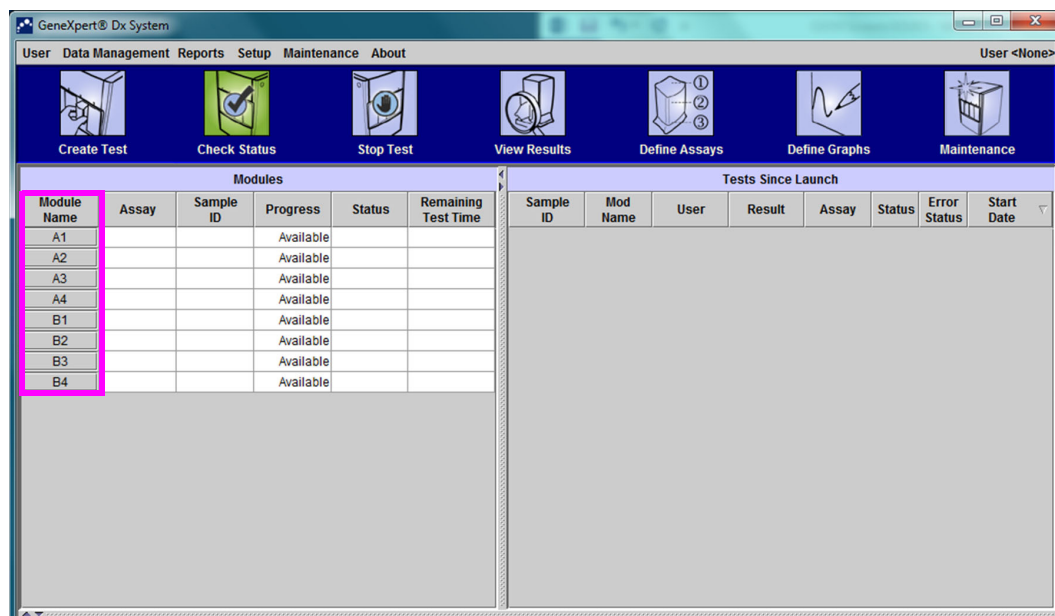 GeneXpert® Dx System
User Data Management Reports Setup Maintenance About User <None>
Create Test Check Status Stop Test View Results Define Assays Define Graphs Maintenance
①
②
③
Modules
Module Name Assay Sample ID Progress Status Remaining Test Time
A1 Available
A2 Available
A3 Available
A4 Available
B1 Available
B2 Available
B3 Available
B4 Available
Tests Since Launch
Sample ID Mod Name User Result Assay Status Error Status Start Date